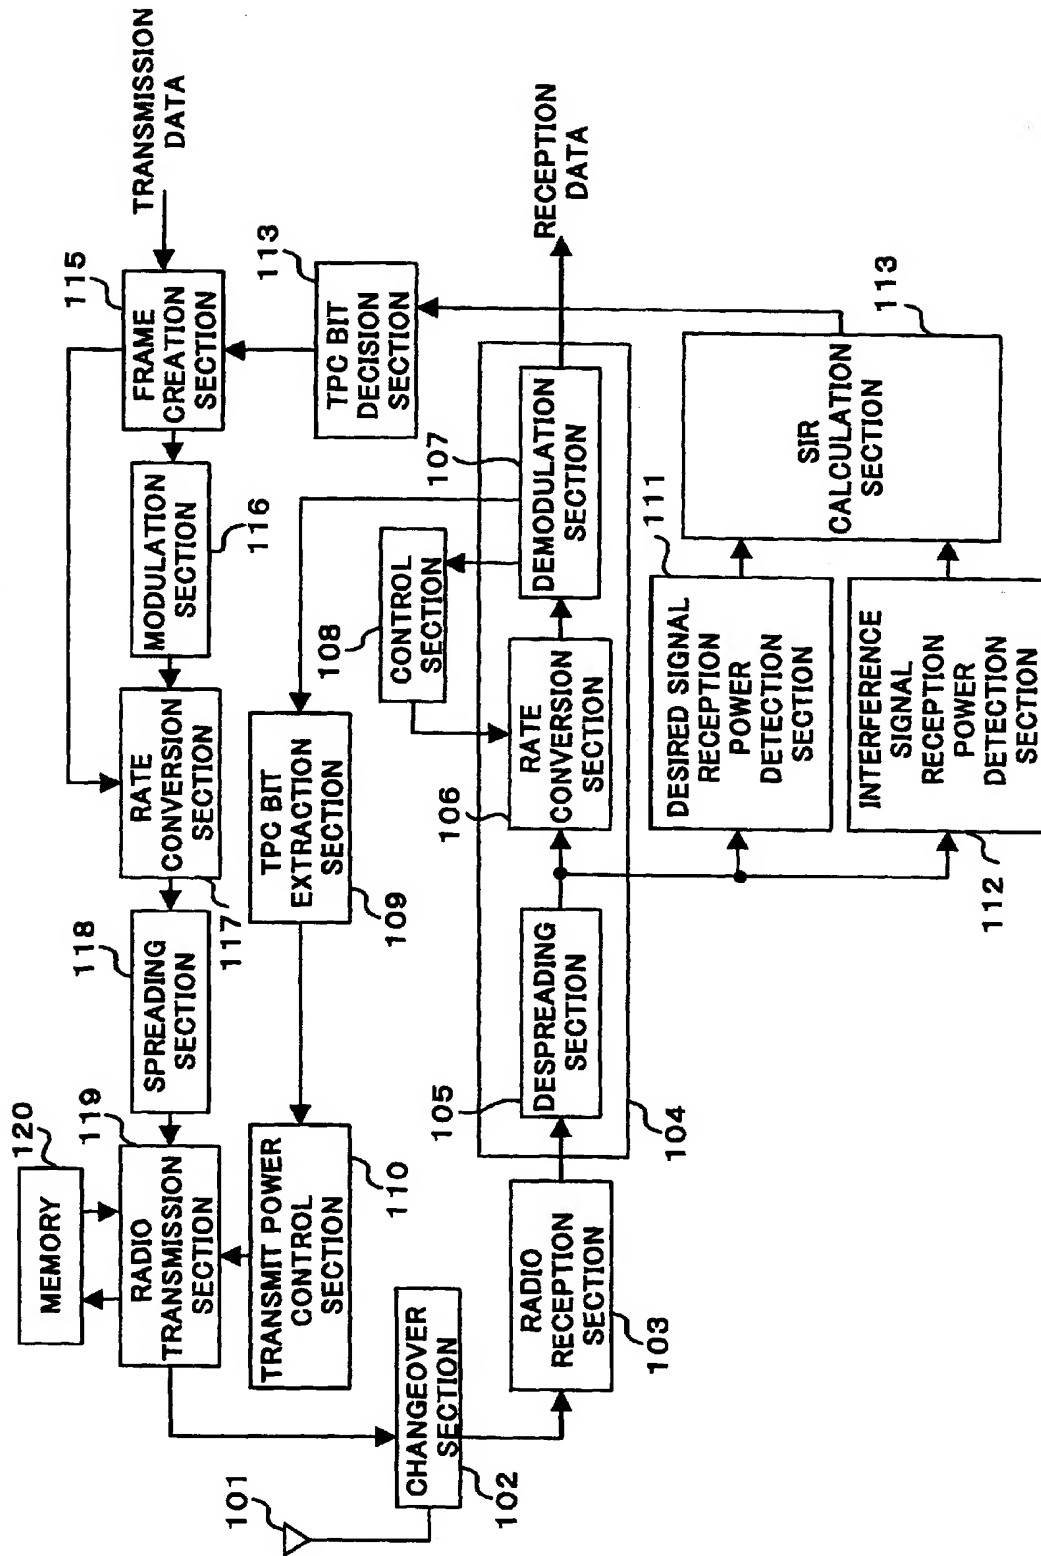 101
102
CHANGEOVER
SECTION
120
MEMORY
119
RADIO
TRANSMISSION
SECTION
118
SPREADING
SECTION
117
RATE
CONVERSION
SECTION
MODULATION
SECTION
116
115
FRAME
CREATION
SECTION
TRANSMISSION
DATA
TRANSMIT POWER
CONTROL
SECTION
110
TPC BIT
EXTRACTION
SECTION
109
113
TPC BIT
DECISION
SECTION
108
CONTROL
SECTION
RADIO
RECEPTION
SECTION
103
104
105
DESPREADING
SECTION
106
RATE
CONVERSION
SECTION
107
DEMODULATION
SECTION
RECEPTION
DATA
111
DESIRED SIGNAL
RECEPTION
POWER
DETECTION
SECTION
112
INTERFERENCE
SIGNAL
RECEPTION
POWER
DETECTION
SECTION
SIR
CALCULATION
SECTION
113